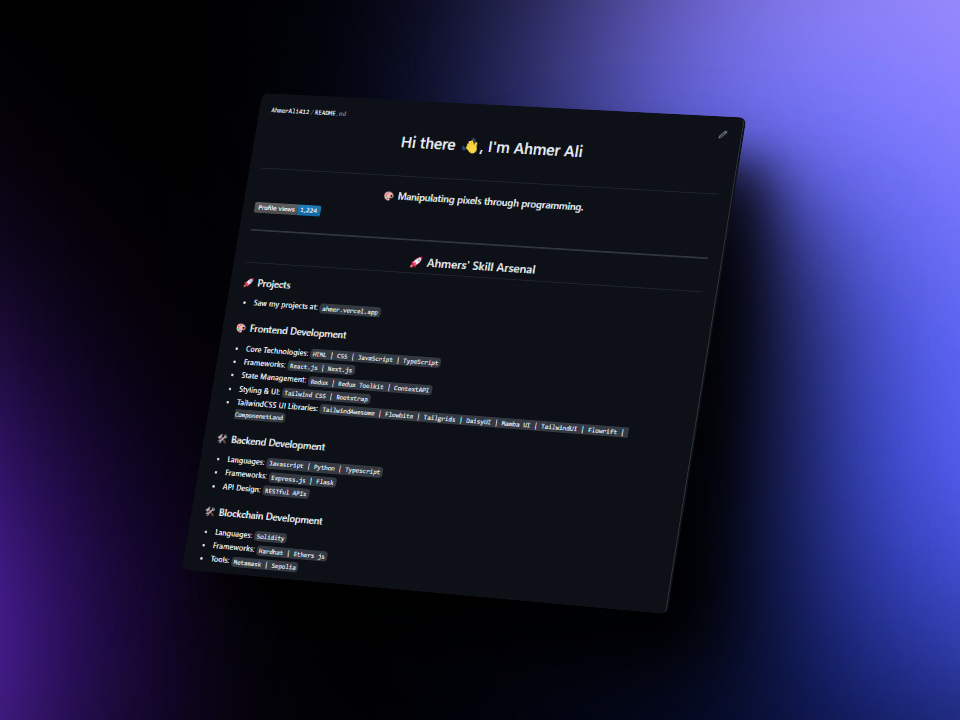 AhmerAli412 / README.md
Hi there 👋, I'm Ahmer Ali
🎨 Manipulating pixels through programming.
Profile views 1,224
🚀 Ahmers' Skill Arsenal
🚀 Projects
• Saw my projects at: ahmer.vercel.app
🎨 Frontend Development
• Core Technologies: HTML | CSS | JavaScript | TypeScript
• Frameworks: React.js | Next.js
• State Management: Redux | Redux Toolkit | ContextAPI
• Styling & UI: Tailwind CSS | Bootstrap
• TailwindCSS UI Libraries: TailwindAwesome | Flowbite | Tailgrids | DaisyUI | Mamba UI | TailwindUI | Flowrift |
ComponenetLand
🛠 Backend Development
• Languages: Javascript | Python | Typescript
• Frameworks: Express.js | Flask
• API Design: RESTful APIs
🛠 Blockchain Development
• Languages: Solidity
• Frameworks: Hardhat | Ethers js
• Tools: Metamask | Sepolia